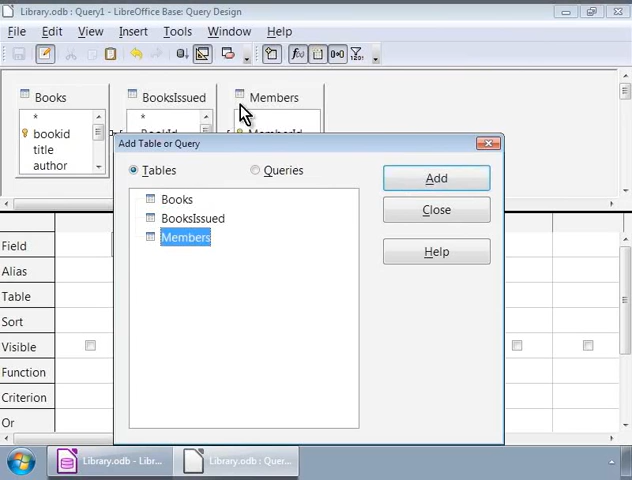 Library.odb : Query1 - LibreOffice Base: Query Design
File Edit View Insert Tools Window Help
Books BooksIssued Members
* *
bookid
title
author
Add Table or Query
Tables Queries
Books
BooksIssued
Members
Add
Close
Help
Field
Alias
Table
Sort
Visible
Function
Criterion
Or
Library.odb - Libr... Library.odb : Quer...